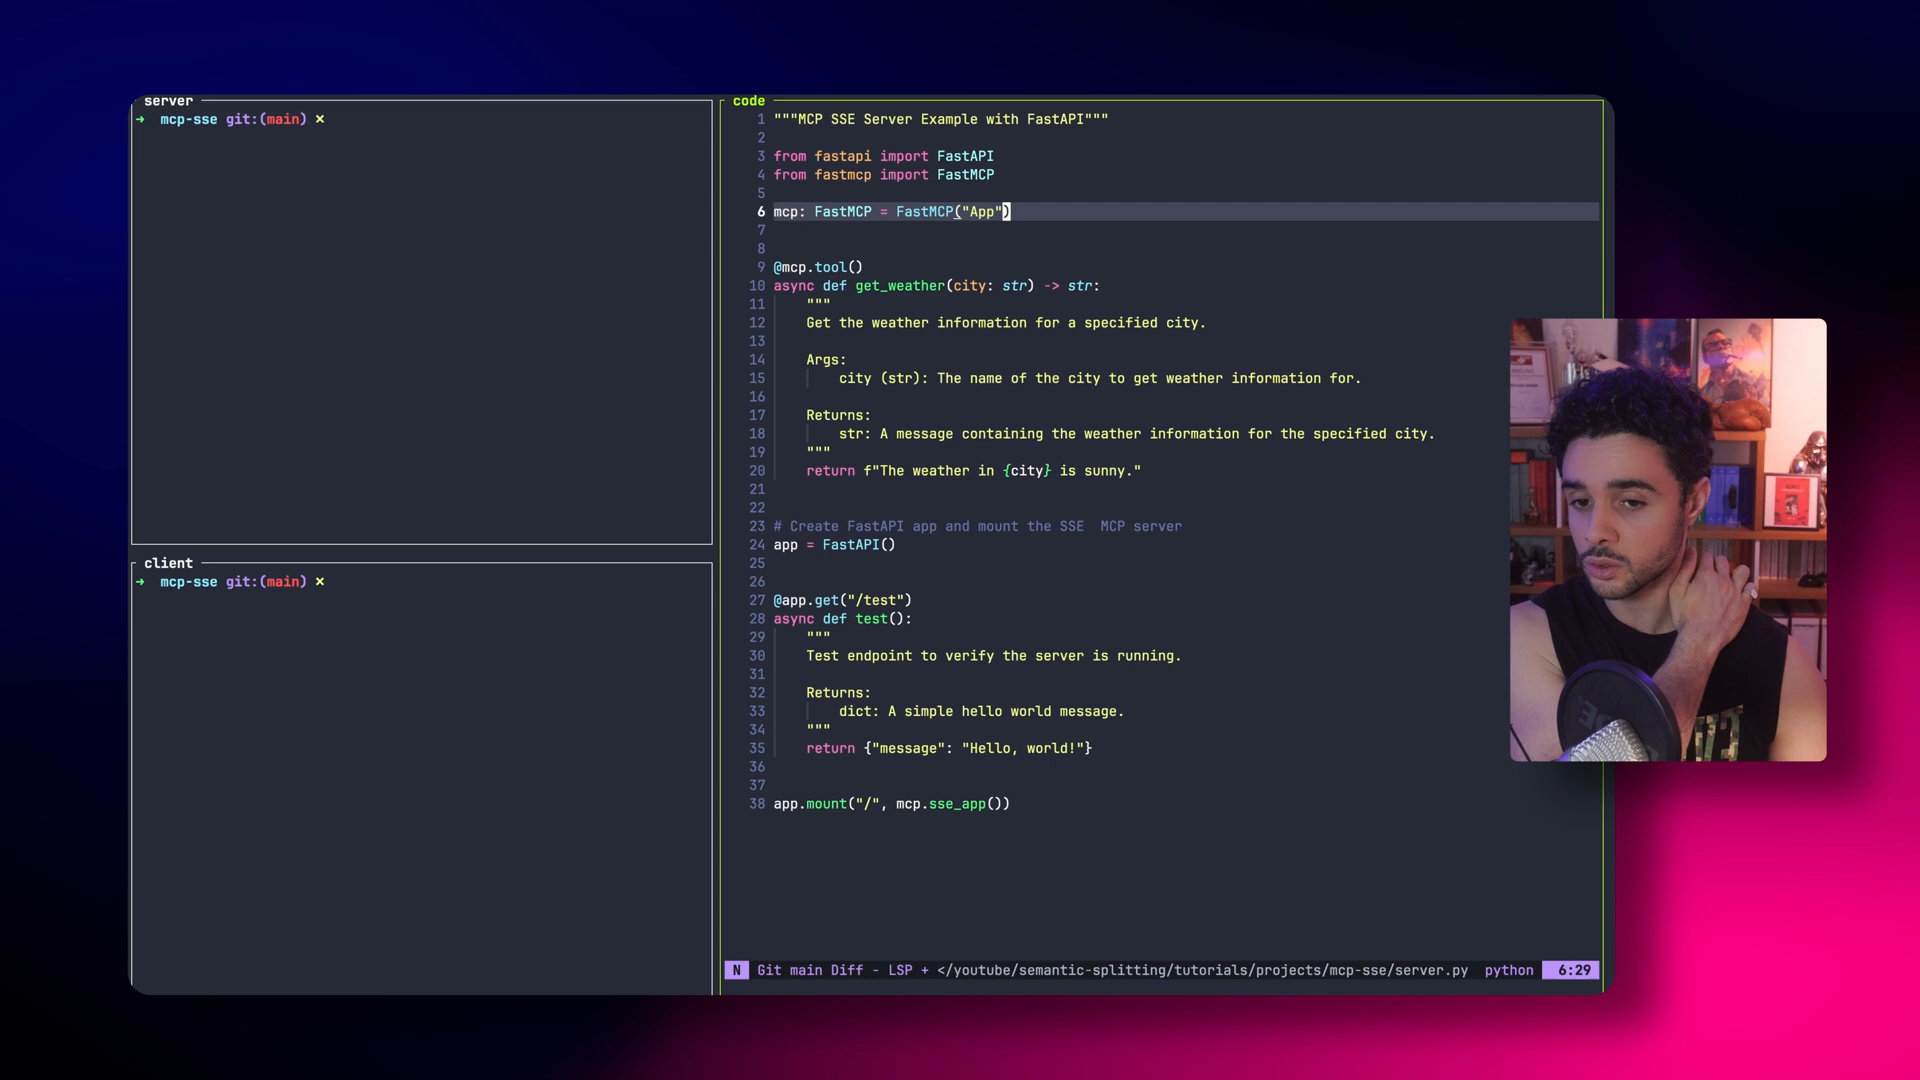 server
➜ mcp-sse git:(main) ×
client
➜ mcp-sse git:(main) ×
code
1 """MCP SSE Server Example with FastAPI"""
2
3 from fastapi import FastAPI
4 from fastmcp import FastMCP
5
6 mcp: FastMCP = FastMCP("App")
7
8
9 @mcp.tool()
10 async def get_weather(city: str) -> str:
11     """
12     Get the weather information for a specified city.
13
14     Args:
15         city (str): The name of the city to get weather information for.
16
17     Returns:
18         str: A message containing the weather information for the specified city.
19     """
20     return f"The weather in {city} is sunny."
21
22
23 # Create FastAPI app and mount the SSE  MCP server
24 app = FastAPI()
25
26
27 @app.get("/test")
28 async def test():
29     """
30     Test endpoint to verify the server is running.
31
32     Returns:
33         dict: A simple hello world message.
34     """
35     return {"message": "Hello, world!"}
36
37
38 app.mount("/", mcp.sse_app())
N Git main Diff - LSP + </youtube/semantic-splitting/tutorials/projects/mcp-sse/server.py python 6:29